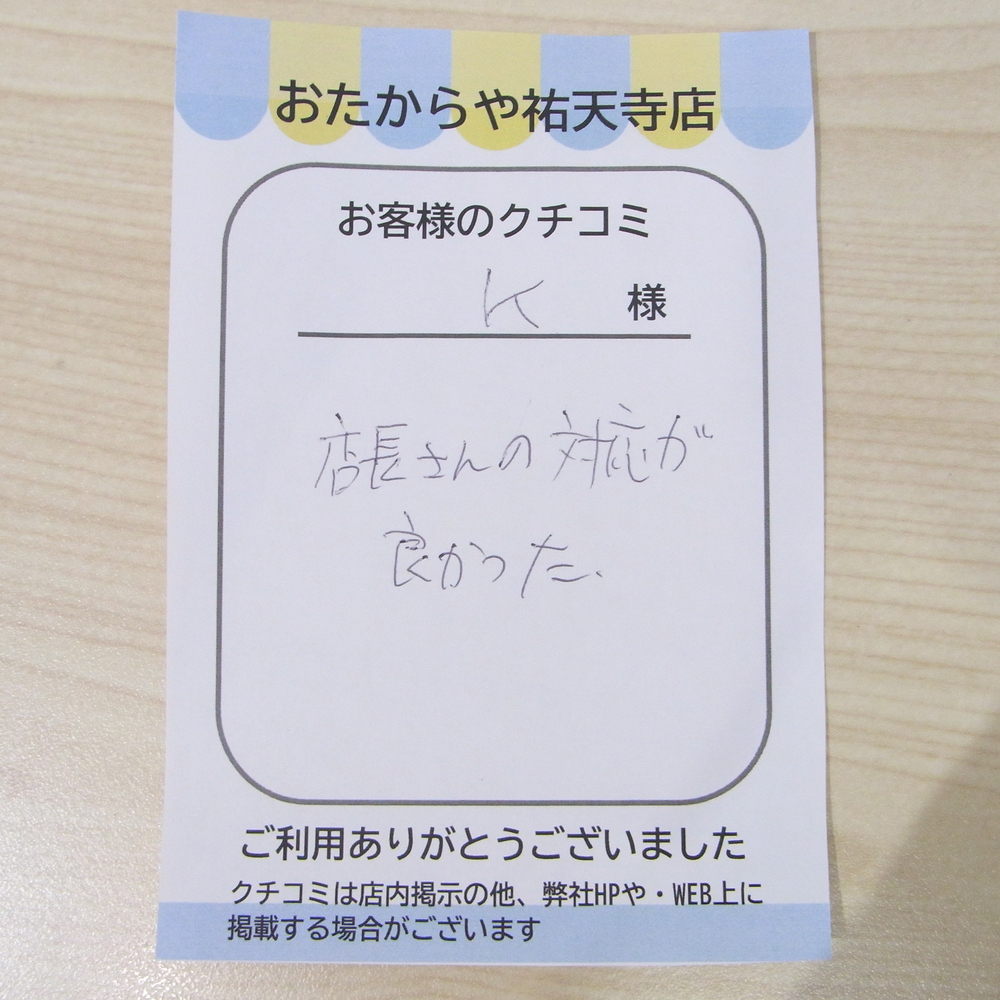 おたからや祐天寺店
お客様のクチコミ
K 様
店長さんの対応が
良かった、
ご利用ありがとうございました
クチコミは店内掲示の他、弊社HPや・WEB上に
掲載する場合がございます